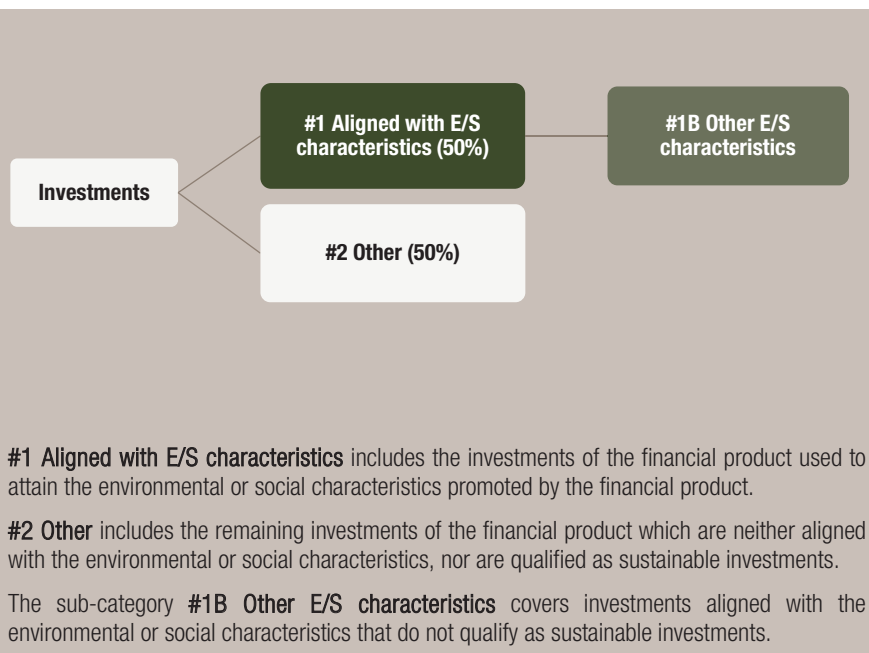 #1 Aligned with E/S
characteristics (50%)
#1B Other E/S
characteristics
Investments
#2 Other (50%)
#1 Aligned with E/S characteristics includes the investments of the financial product used to
attain the environmental or social characteristics promoted by the financial product.
#2 Other includes the remaining investments of the financial product which are neither aligned
with the environmental or social characteristics, nor are qualified as sustainable investments.
The sub-category #1B Other E/S characteristics covers investments aligned with the
environmental or social characteristics that do not qualify as sustainable investments.